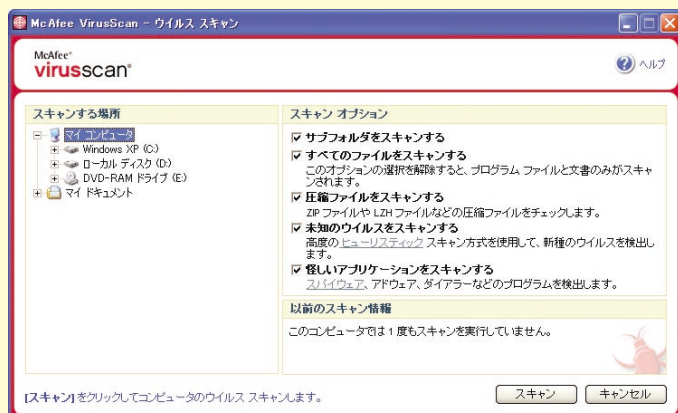 McAfee VirusScan - ウイルス スキャン
McAfee®
virusscan®
ヘルプ
スキャンする場所
マイ コンピュータ
Windows XP (C:)
ローカル ディスク (D:)
DVD-RAM ドライブ (E:)
マイ ドキュメント
スキャン オプション
サブフォルダをスキャンする
すべてのファイルをスキャンする
このオプションの選択を解除すると、プログラム ファイルと文書のみがスキャ
ンされます。
圧縮ファイルをスキャンする
ZIP ファイルや LZH ファイルなどの圧縮ファイルをチェックします。
未知のウイルスをスキャンする
高度のヒューリスティック スキャン方式を使用して、新種のウイルスを検出し
ます。
怪しいアプリケーションをスキャンする
スパイウェア、アドウェア、ダイアラーなどのプログラムを検出します。
以前のスキャン情報
このコンピュータでは 1 度もスキャンを実行していません。
[スキャン] をクリックしてコンピュータのウイルス スキャンします。
スキャン
キャンセル